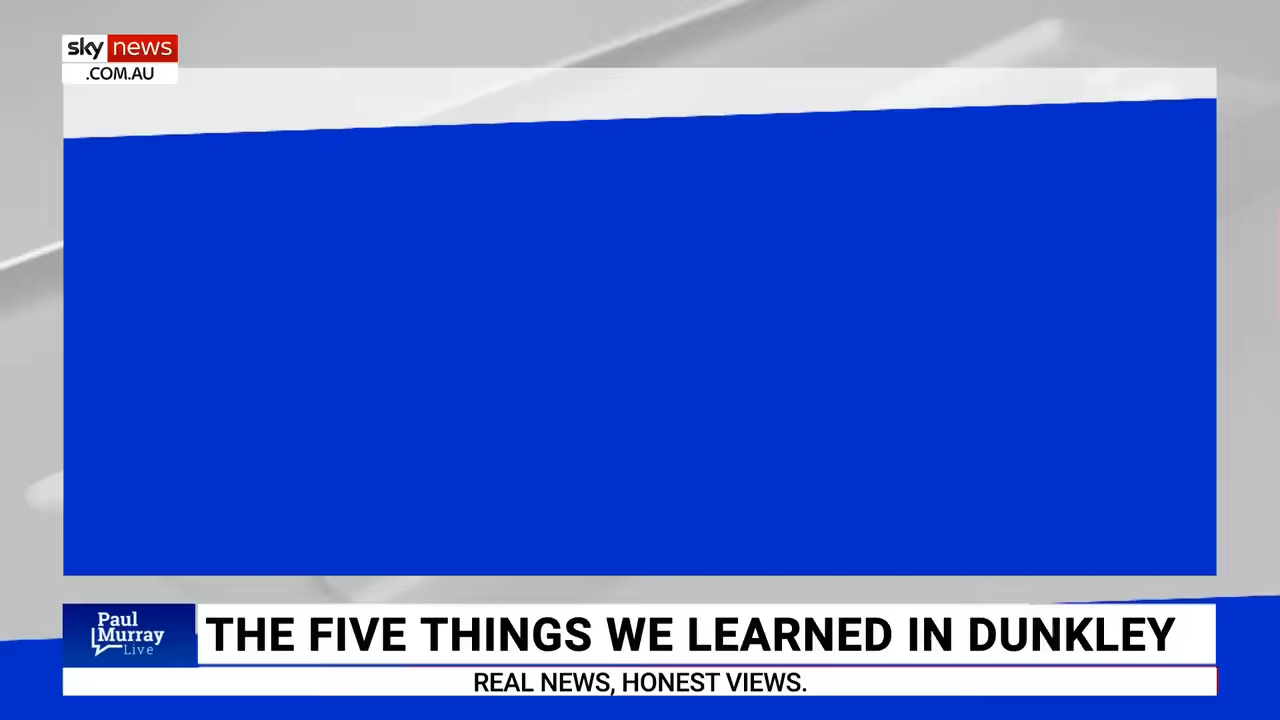 sky news
.COM.AU
Paul
Murray
Live
THE FIVE THINGS WE LEARNED IN DUNKLEY
REAL NEWS, HONEST VIEWS.